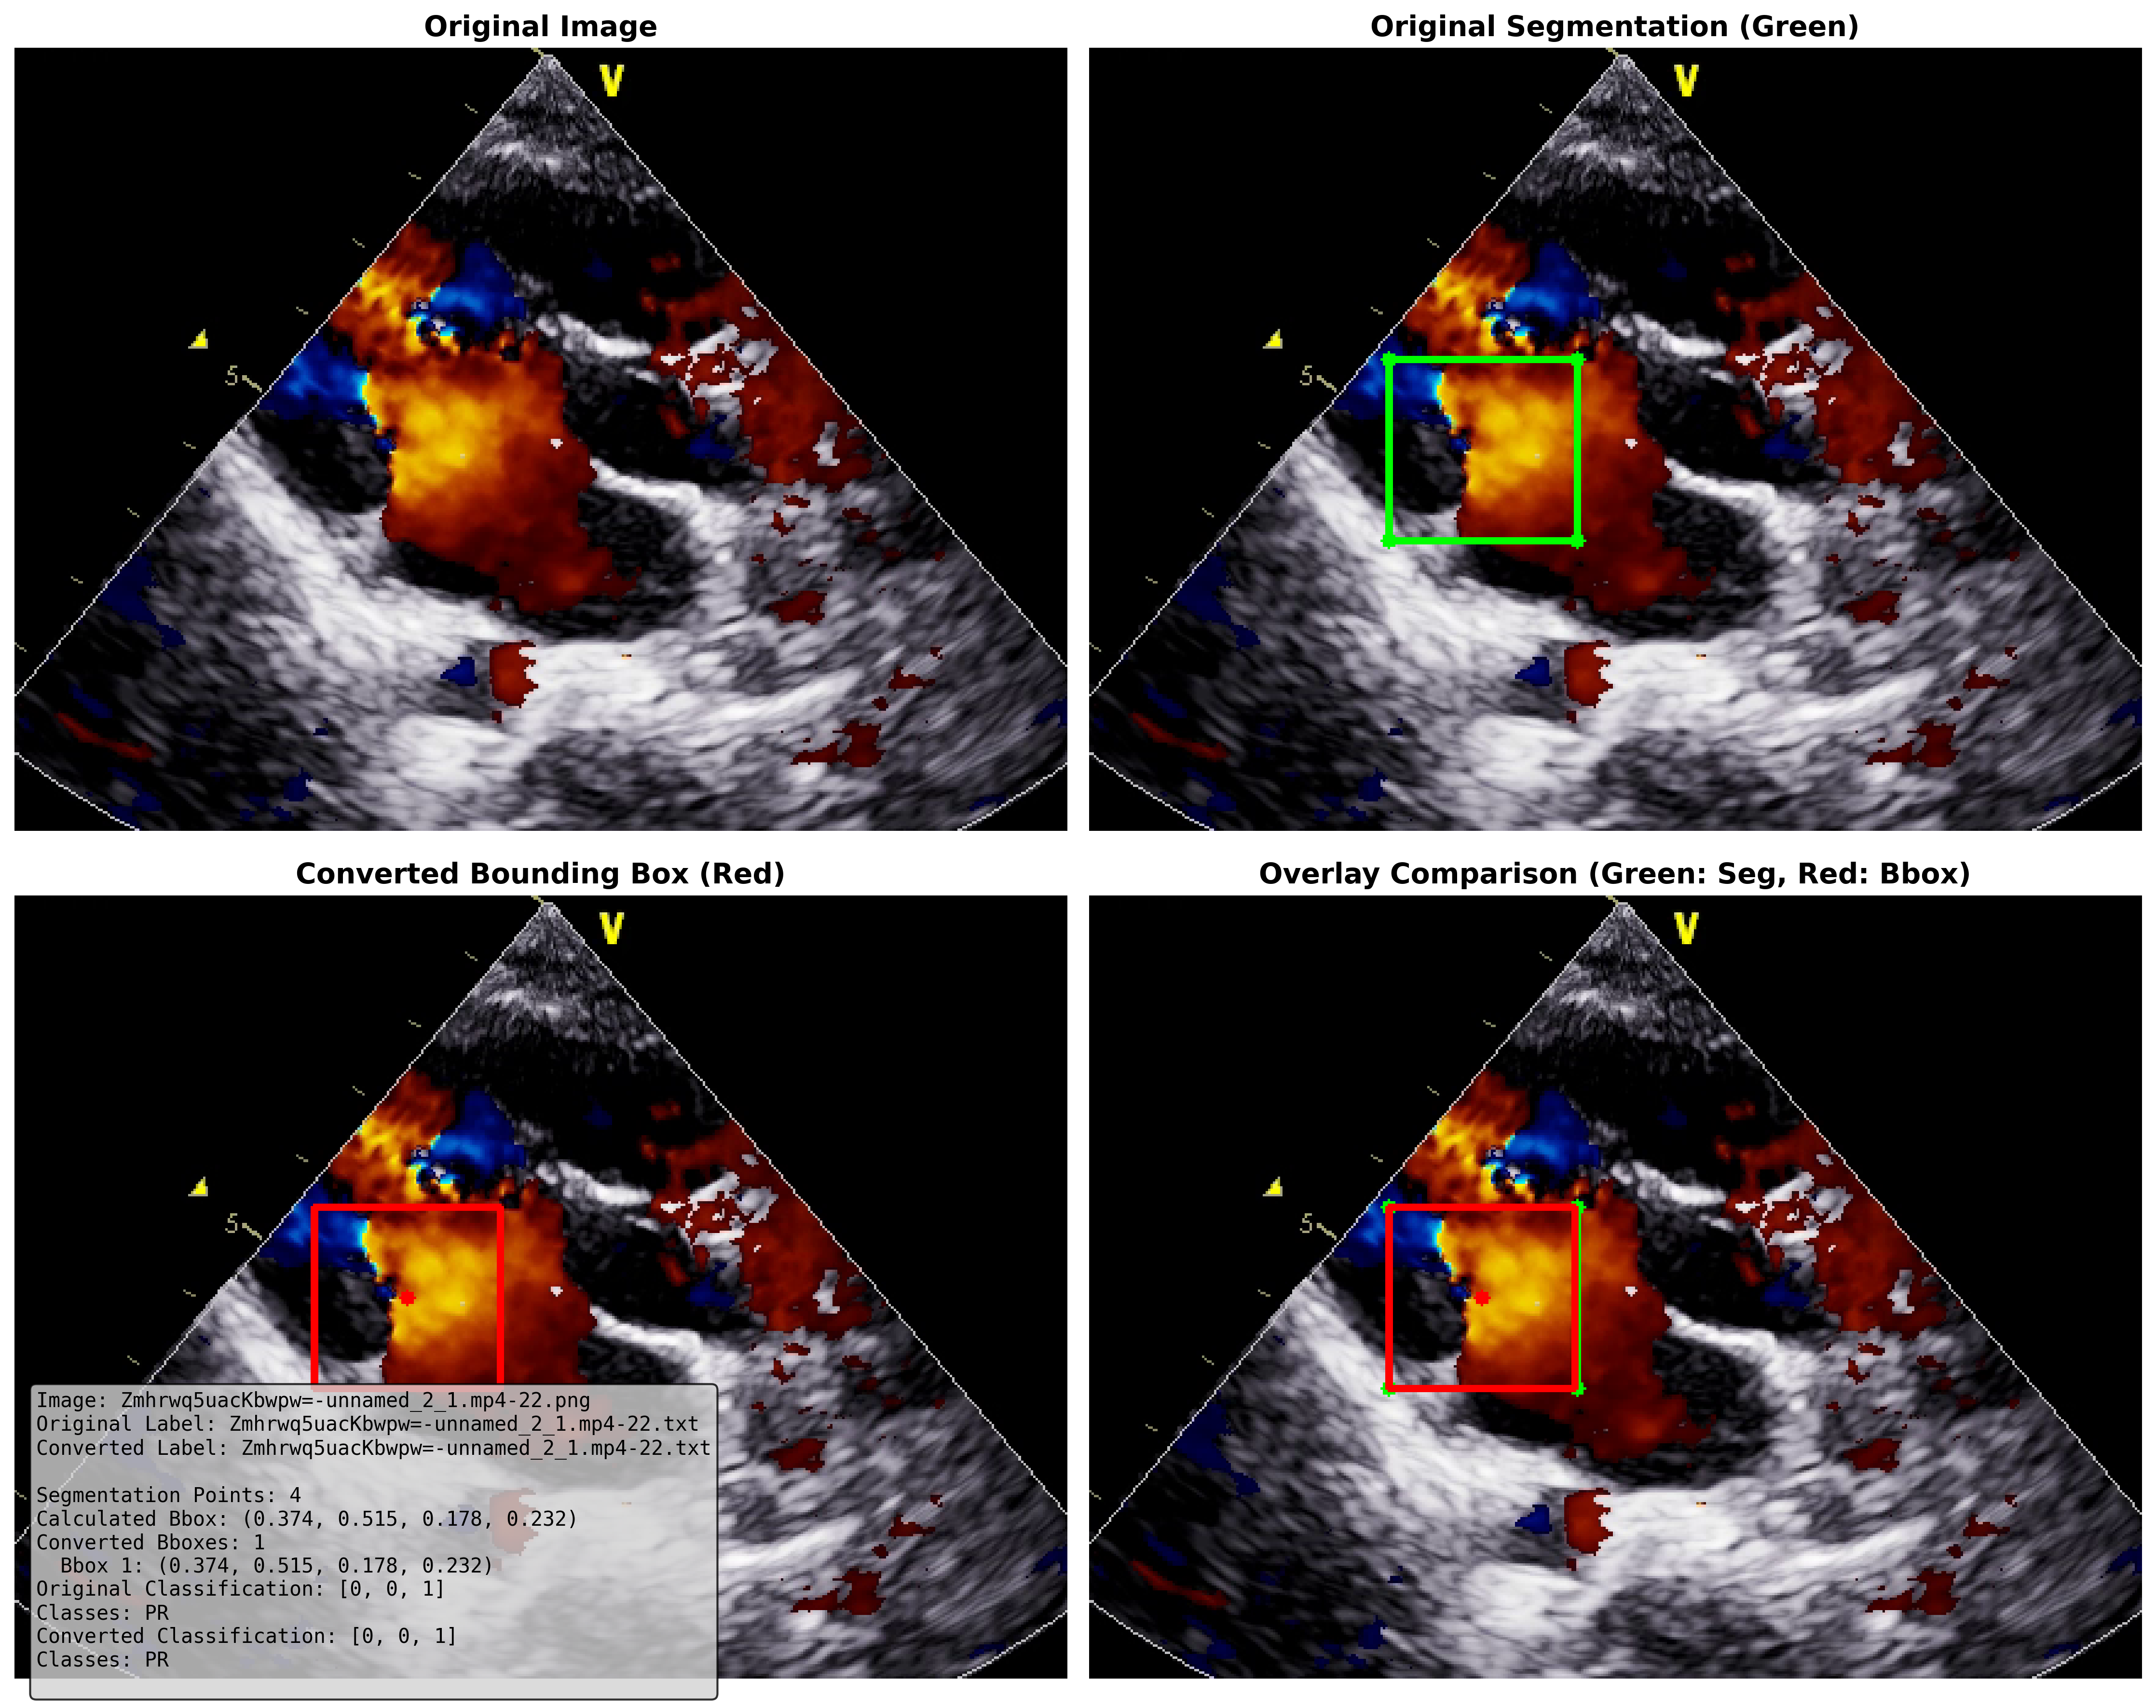 Original Image
Original Segmentation (Green)
V
5
V
5
Converted Bounding Box (Red)
Overlay Comparison (Green: Seg, Red: Bbox)
V
5
V
5
Image: Zmhrwq5uacKbwpw=-unnamed_2_1.mp4-22.png
Original Label: Zmhrwq5uacKbwpw=-unnamed_2_1.mp4-22.txt
Converted Label: Zmhrwq5uacKbwpw=-unnamed_2_1.mp4-22.txt
Segmentation Points: 4
Calculated Bbox: (0.374, 0.515, 0.178, 0.232)
Converted Bboxes: 1
Bbox 1: (0.374, 0.515, 0.178, 0.232)
Original Classification: [0, 0, 1]
Classes: PR
Converted Classification: [0, 0, 1]
Classes: PR